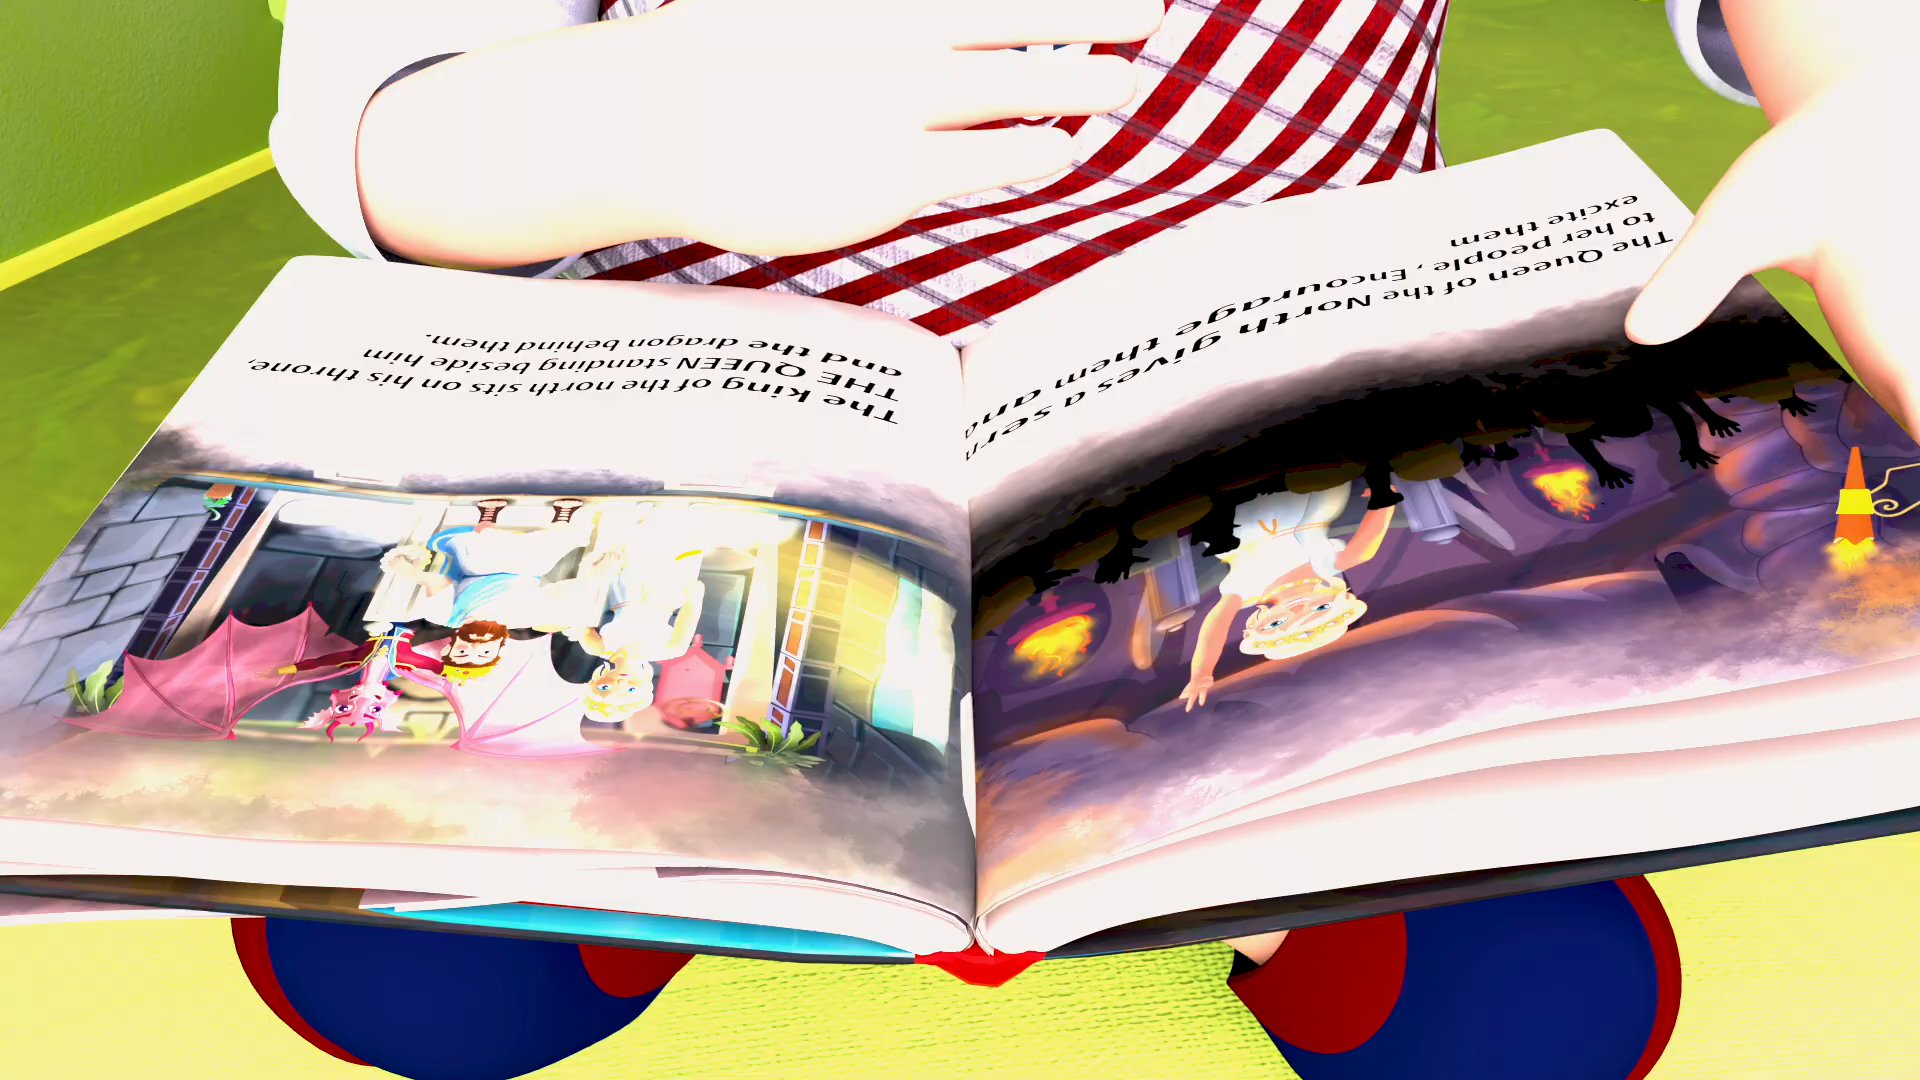 The Queen of the North gives a
to her people, Encourage them and
excite them
The king of the north sits on his throne,
THE QUEEN standing beside him
and the dragon behind them.